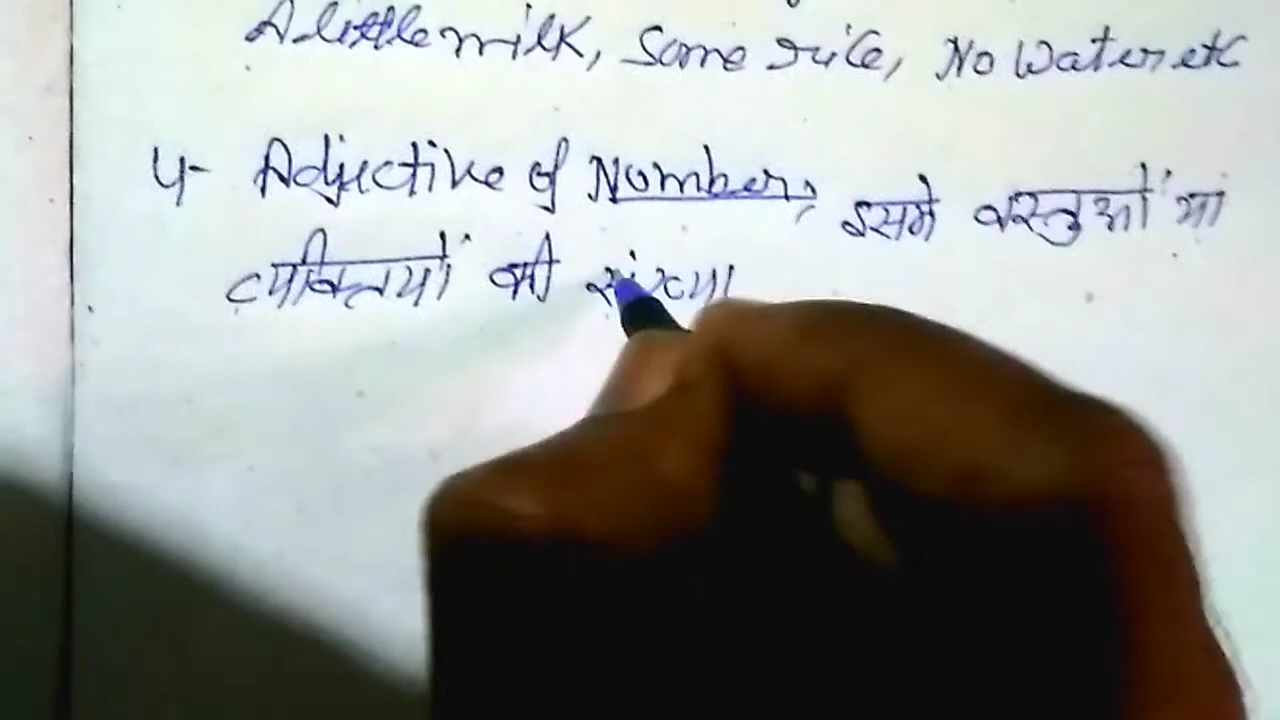 A little milk, Some rice, No Water etc
4- Adjective of Number, इसमे वस्तुओं या
व्यक्तियों की संख्या